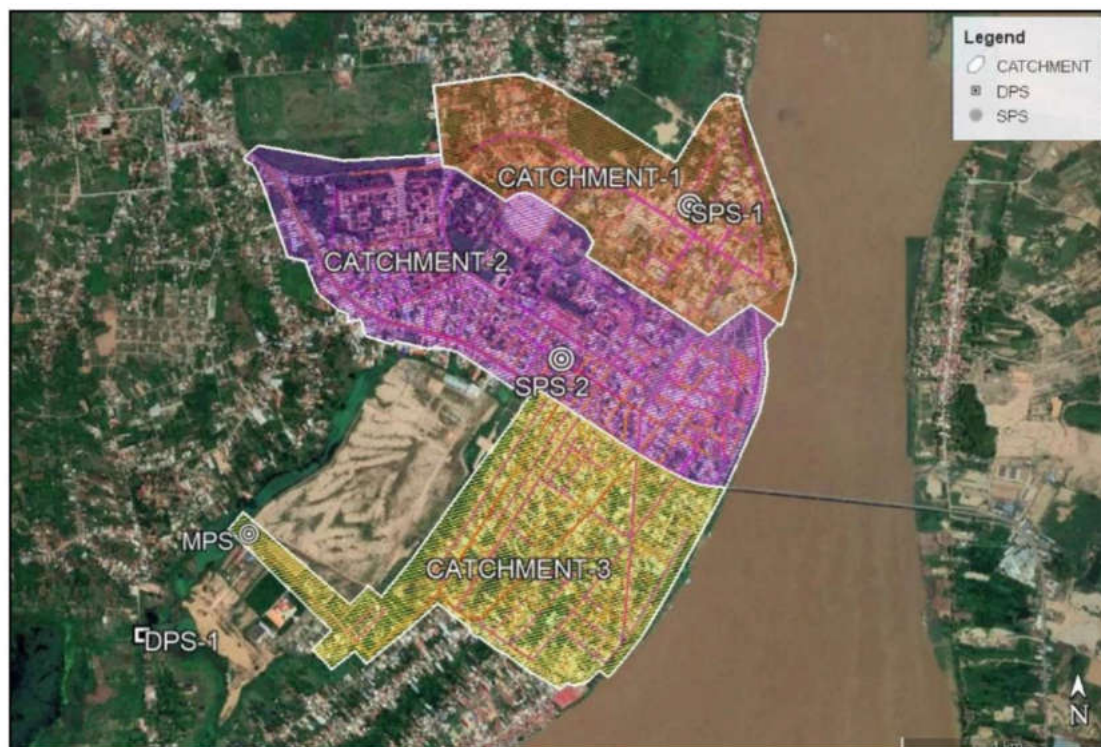 Legend
CATCHMENT
DPS
SPS
CATCHMENT-1
SPS-1
CATCHMENT-2
SPS-2
MPS
CATCHMENT-3
DPS-1
N